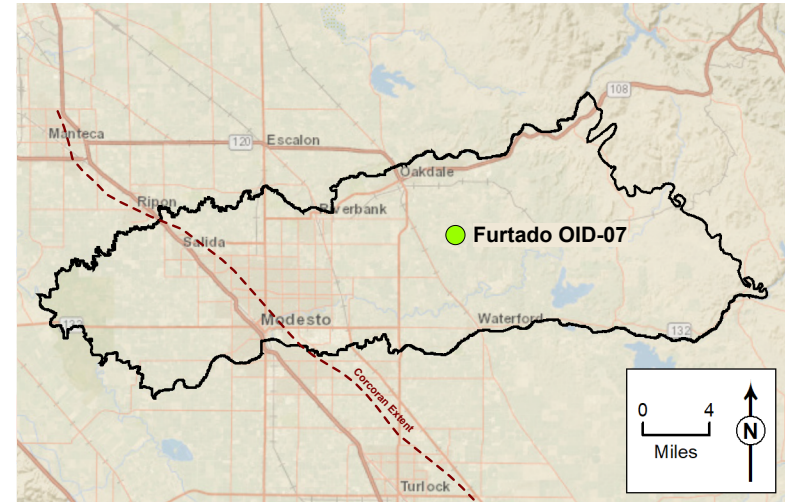 108
Manteca
120
Escalon
Oakdale
Ripon
Riverbank
Salida
Furtado OID-07
132
Modesto
Waterford
132
Corcoran Extent
Turlock
0 4
Miles
N